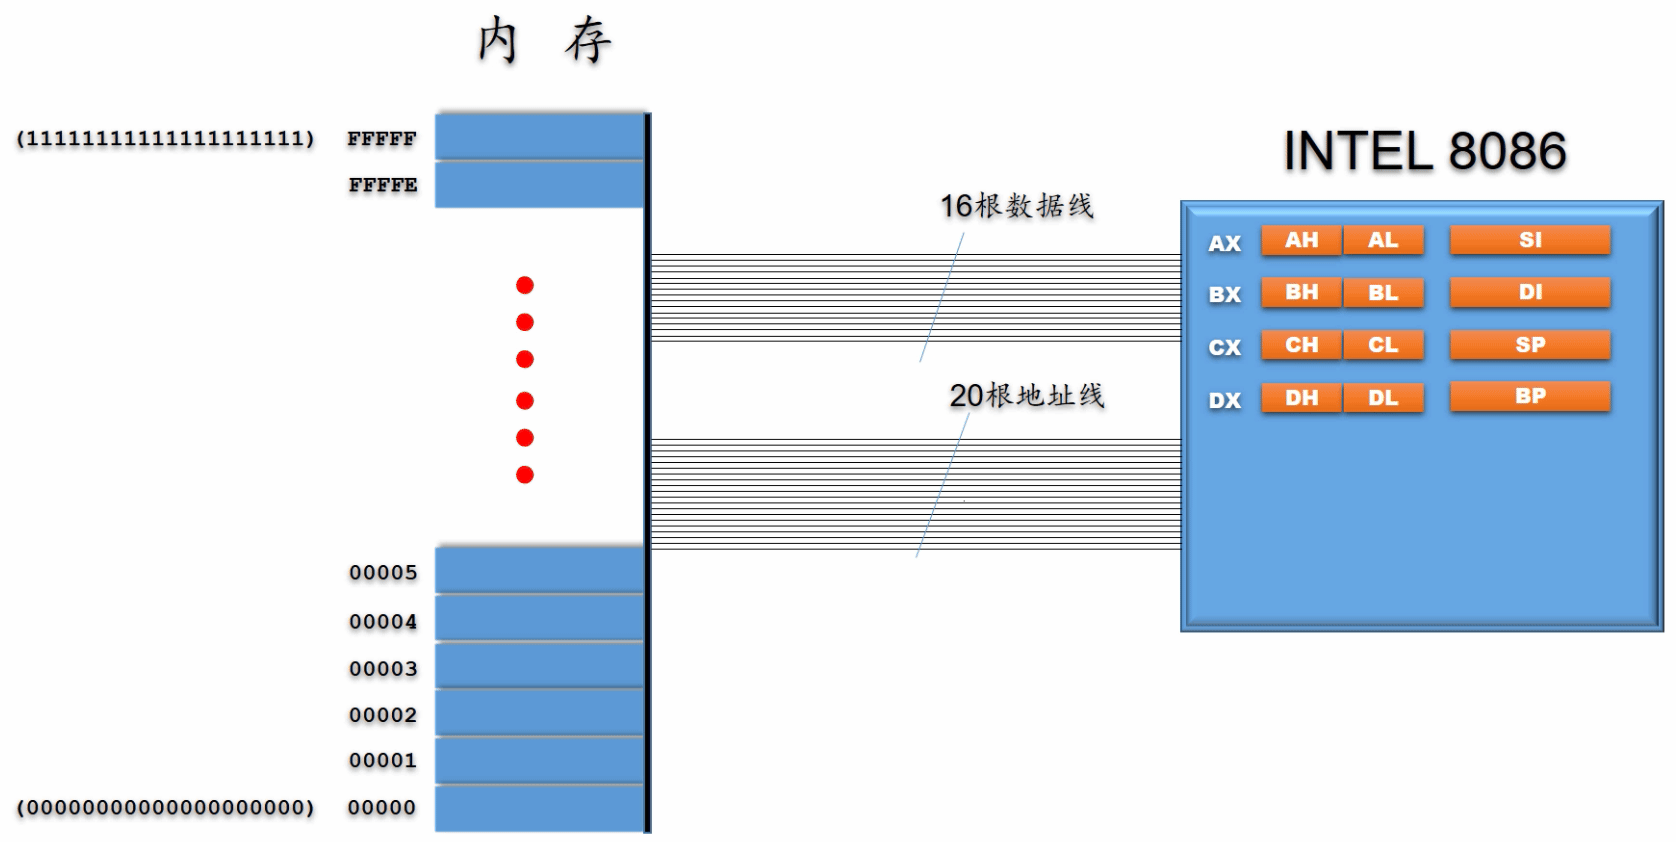 内 存
(11111111111111111111) FFFFF
FFFFE
00005
00004
00003
00002
00001
(00000000000000000000) 00000
16根数据线
20根地址线
INTEL 8086
AX AH AL SI
BX BH BL DI
CX CH CL SP
DX DH DL BP